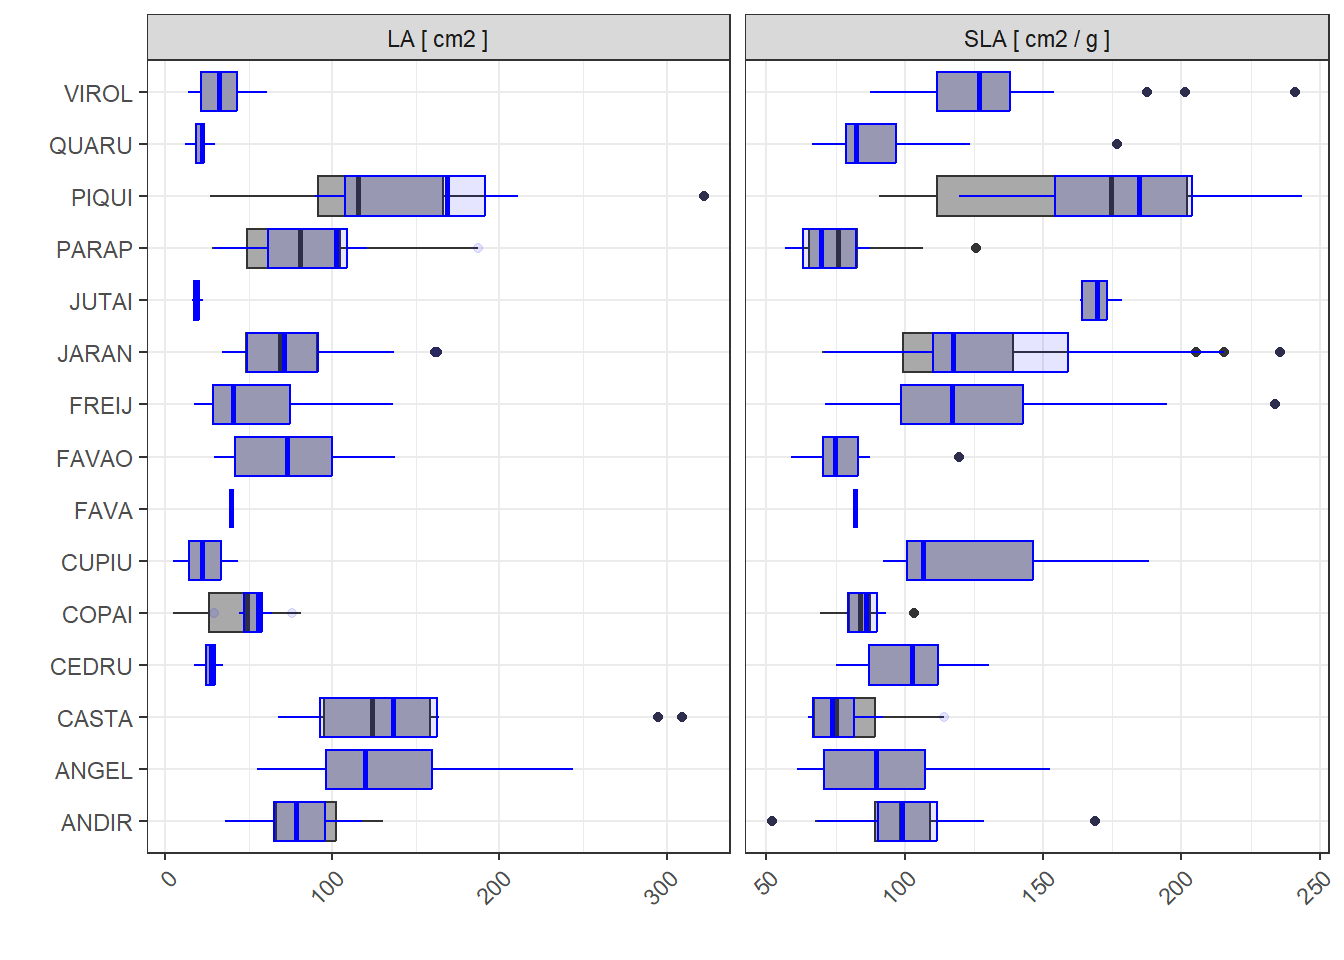 LA [ cm2 ]
SLA [ cm2 / g ]
VIROL
QUARU
PIQUI
PARAP
JUTAI
JARAN
FREIJ
FAVAO
FAVA
CUPIU
COPAI
CEDRU
CASTA
ANGEL
ANDIR
0
100
200
300
50
100
150
200
250